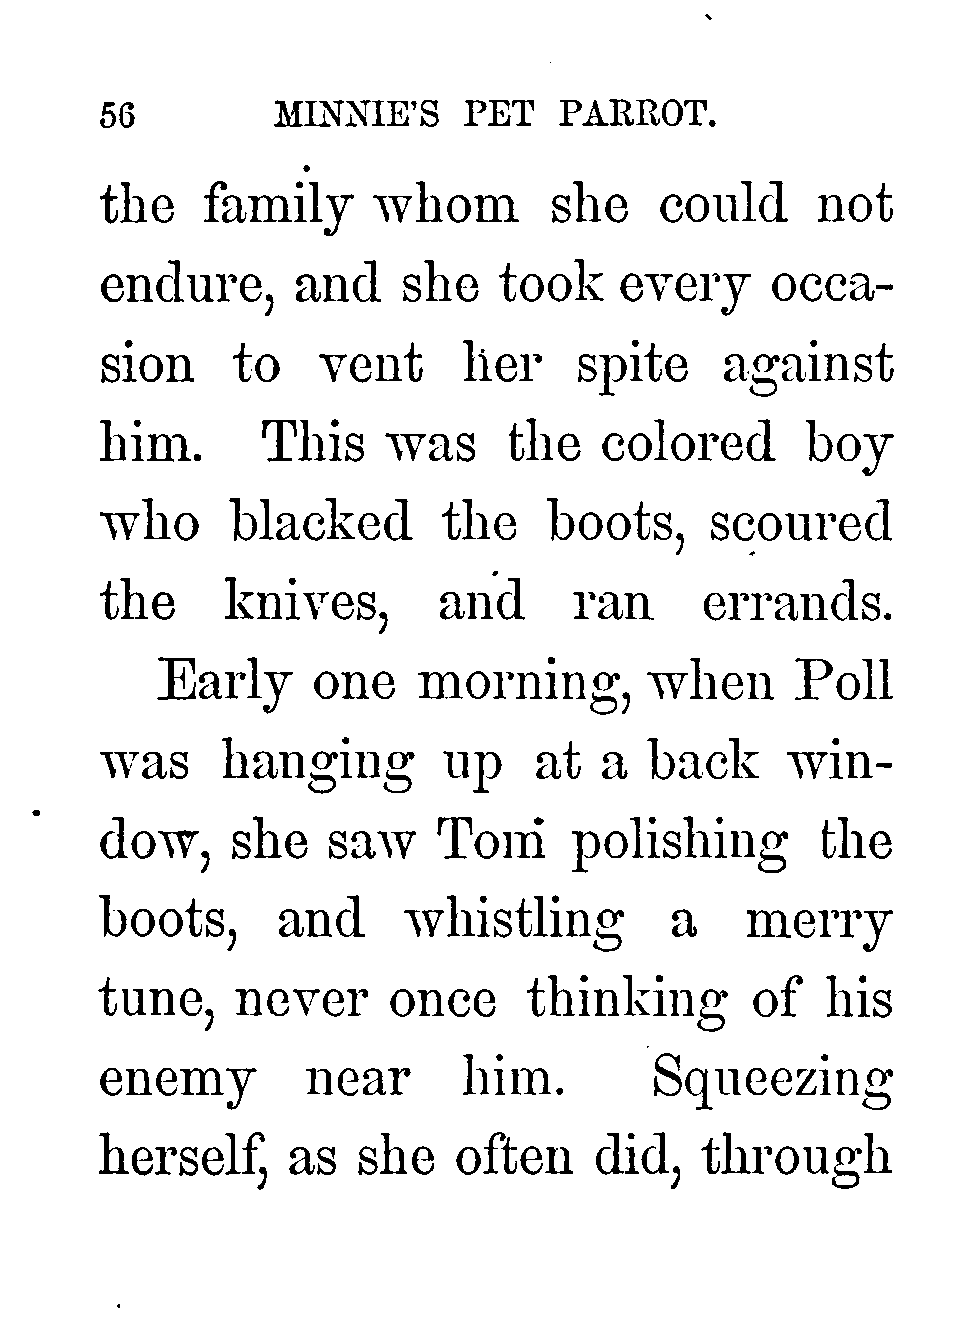 56 MINNIE'S PET PARROT.
the family whom she could not
endure, and she took every occa-
sion to vent her spite against
him. This was the colored boy
who blacked the boots, scoured
the knives, and ran errands.
Early one morning, when Poll
was hanging up at a back win-
dow, she saw Tom polishing the
boots, and whistling a merry
tune, never once thinking of his
enemy near him. Squeezing
herself, as she often did, through